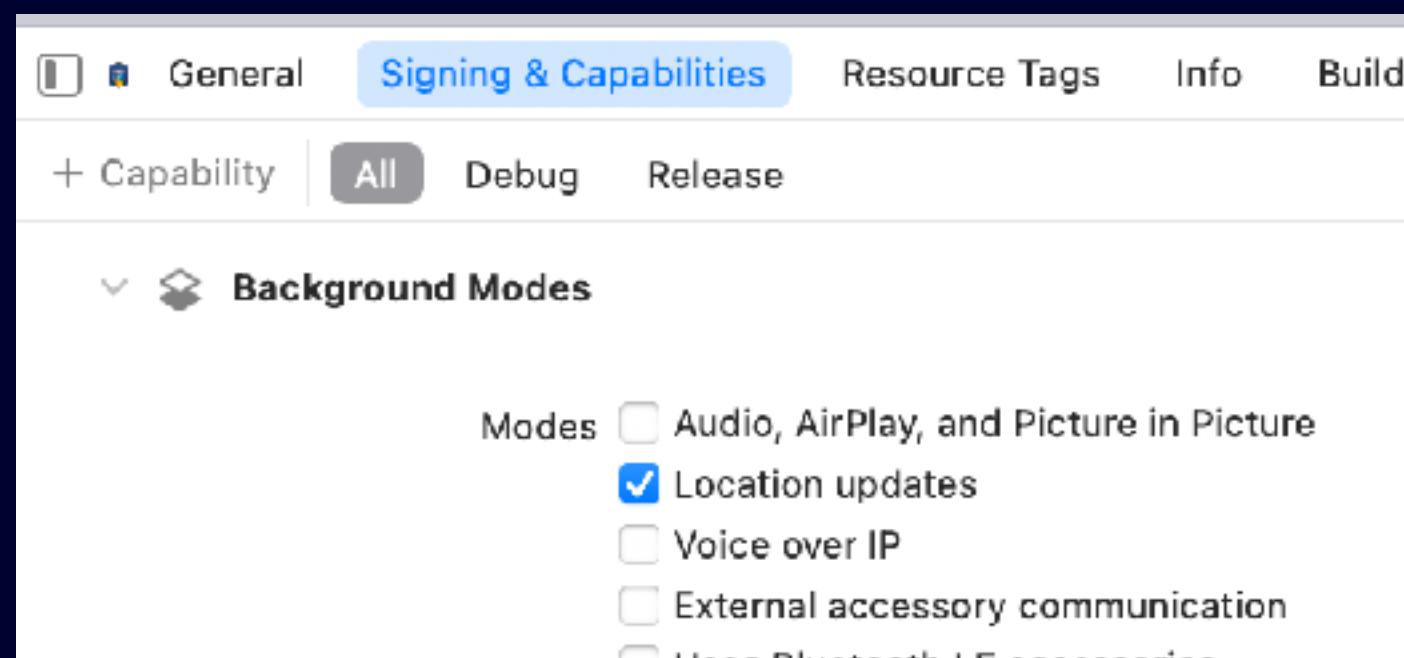 General Signing & Capabilities Resource Tags Info Build
+ Capability All Debug Release
Background Modes
Modes Audio, AirPlay, and Picture in Picture
Location updates
Voice over IP
External accessory communication